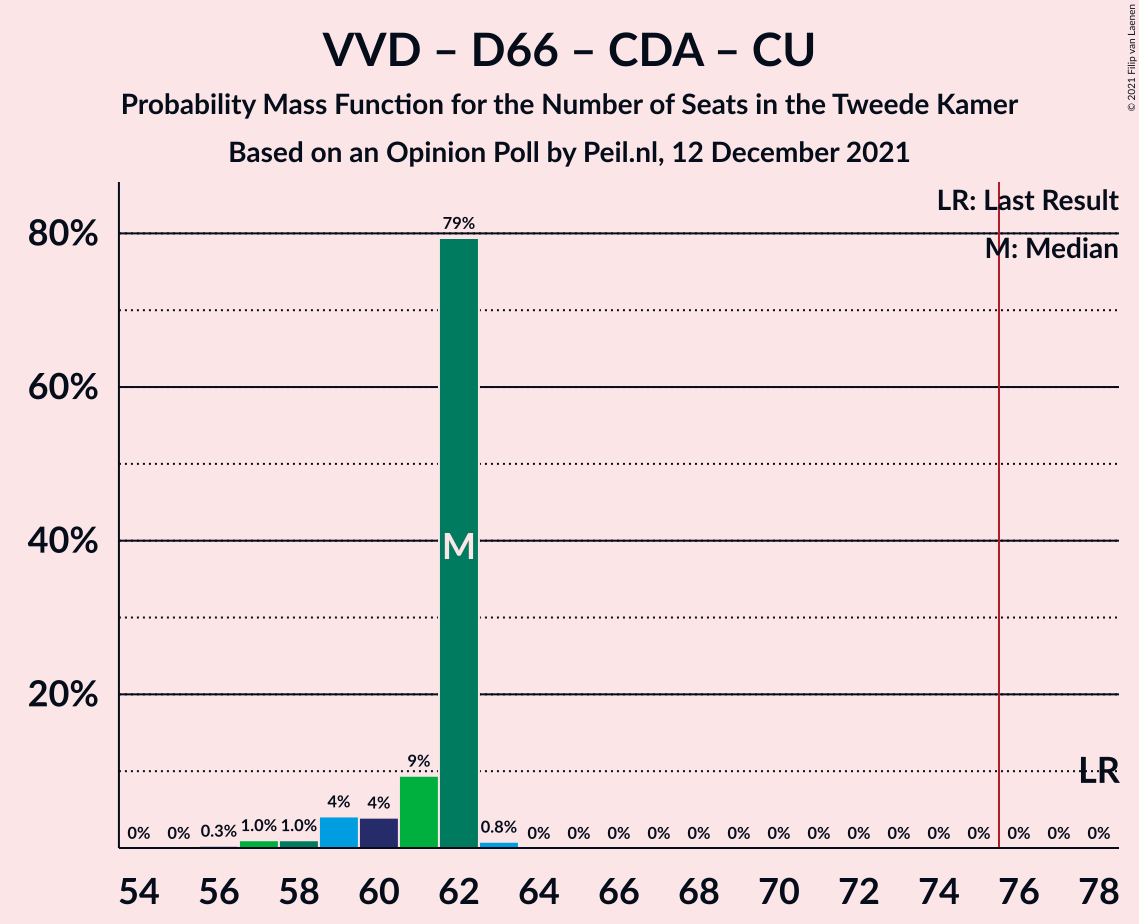 VVD – D66 – CDA – CU
Probability Mass Function for the Number of Seats in the Tweede Kamer
Based on an Opinion Poll by Peil.nl, 12 December 2021
© 2021 Filip van Laenen
LR: Last Result
M: Median
80%
60%
40%
20%
0% 0% 0.3% 1.0% 1.0% 4% 4% 9% 79% 0.8% 0% 0% 0% 0% 0% 0% 0% 0% 0% 0% 0% 0% 0% 0% 0%
M
LR
54 56 58 60 62 64 66 68 70 72 74 76 78